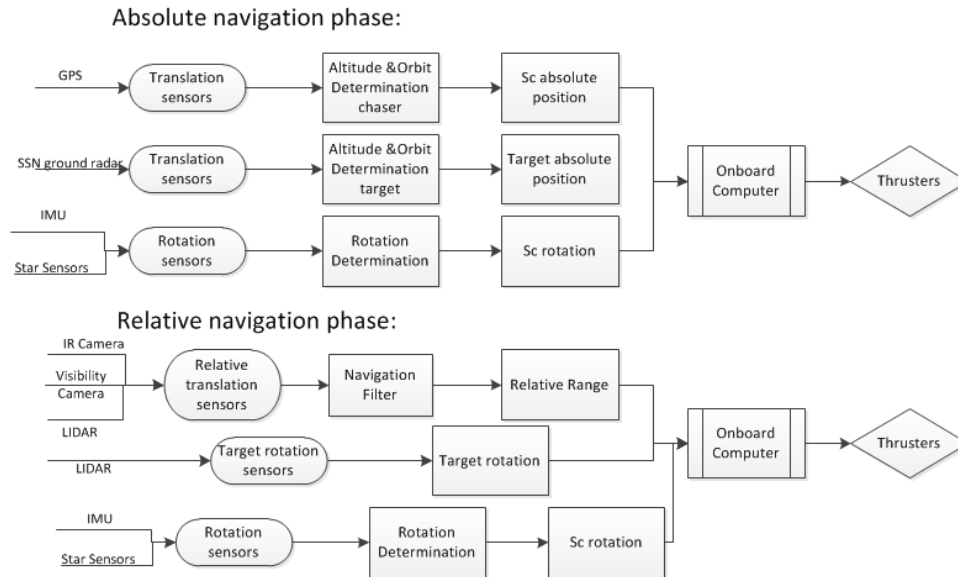 Absolute navigation phase:
GPS
Translation
sensors
Altitude &Orbit
Determination
chaser
Sc absolute
position
SSN ground radar
Translation
sensors
Altitude &Orbit
Determination
target
Target absolute
position
Onboard
Computer
Thrusters
IMU
Star Sensors
Rotation
sensors
Rotation
Determination
Sc rotation
Relative navigation phase:
IR Camera
Visibility
Camera
LIDAR
Relative
translation
sensors
Navigation
Filter
Relative Range
LIDAR
Target rotation
sensors
Target rotation
Onboard
Computer
Thrusters
IMU
Star Sensors
Rotation
sensors
Rotation
Determination
Sc rotation